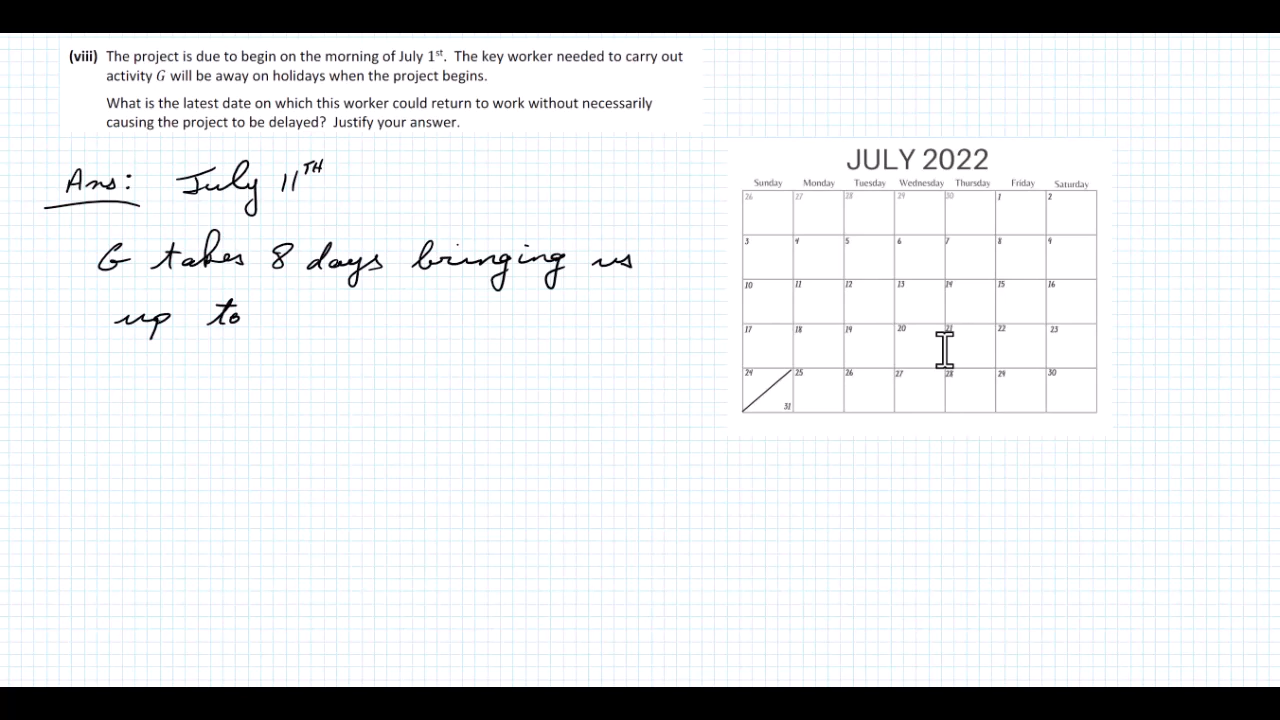 (viii) The project is due to begin on the morning of July 1st. The key worker needed to carry out
activity G will be away on holidays when the project begins.
What is the latest date on which this worker could return to work without necessarily
causing the project to be delayed? Justify your answer.
Ans: July 11TH
G takes 8 days bringing us
up to
JULY 2022
Sunday Monday Tuesday Wednesday Thursday Friday Saturday
26 27 28 29 30 1 2
3 4 5 6 7 8 9
10 11 12 13 14 15 16
17 18 19 20 21 22 23
24 25 26 27 28 29 30
31